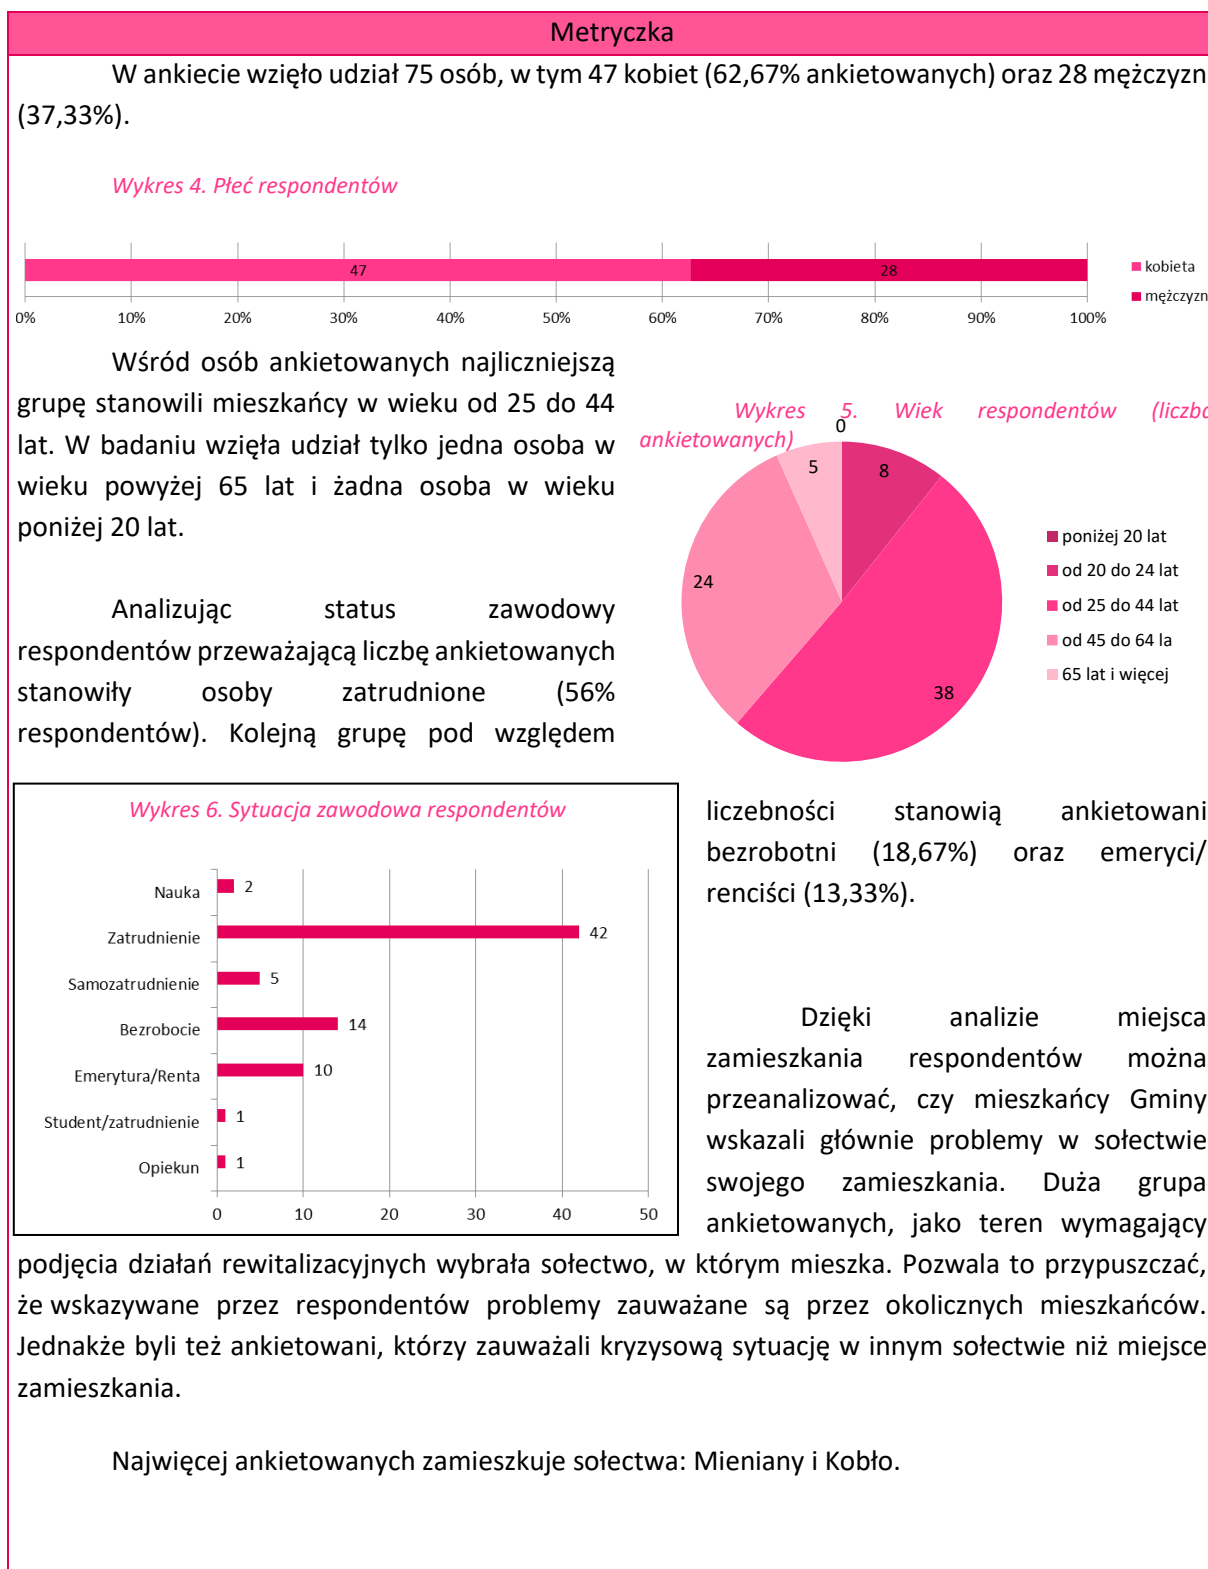 Metryczka
W ankiecie wzięło udział 75 osób, w tym 47 kobiet (62,67% ankietowanych) oraz 28 mężczyzn
(37,33%).
Wykres 4. Płeć respondentów
47
28
kobieta
mężczyzn
0% 10% 20% 30% 40% 50% 60% 70% 80% 90% 100%
Wśród osób ankietowanych najliczniejszą
grupę stanowili mieszkańcy w wieku od 25 do 44
lat. W badaniu wzięła udział tylko jedna osoba w
wieku powyżej 65 lat i żadna osoba w wieku
poniżej 20 lat.
Wykres 5. Wiek respondentów (liczba
ankietowanych)
0
8
38
24
5
poniżej 20 lat
od 20 do 24 lat
od 25 do 44 lat
od 45 do 64 la
65 lat i więcej
Analizując status zawodowy
respondentów przeważającą liczbę ankietowanych
stanowiły osoby zatrudnione (56%
respondentów). Kolejną grupę pod względem
liczebności stanowią ankietowani
bezrobotni (18,67%) oraz emeryci/
renciści (13,33%).
Wykres 6. Sytuacja zawodowa respondentów
Nauka 2
Zatrudnienie 42
Samozatrudnienie 5
Bezrobocie 14
Emerytura/Renta 10
Student/zatrudnienie 1
Opiekun 1
0 10 20 30 40 50
Dzięki analizie miejsca
zamieszkania respondentów można
przeanalizować, czy mieszkańcy Gminy
wskazali głównie problemy w sołectwie
swojego zamieszkania. Duża grupa
ankietowanych, jako teren wymagający
podjęcia działań rewitalizacyjnych wybrała sołectwo, w którym mieszka. Pozwala to przypuszczać,
że wskazywane przez respondentów problemy zauważane są przez okolicznych mieszkańców.
Jednakże byli też ankietowani, którzy zauważali kryzysową sytuację w innym sołectwie niż miejsce
zamieszkania.
Najwięcej ankietowanych zamieszkuje sołectwa: Mieniany i Kobło.